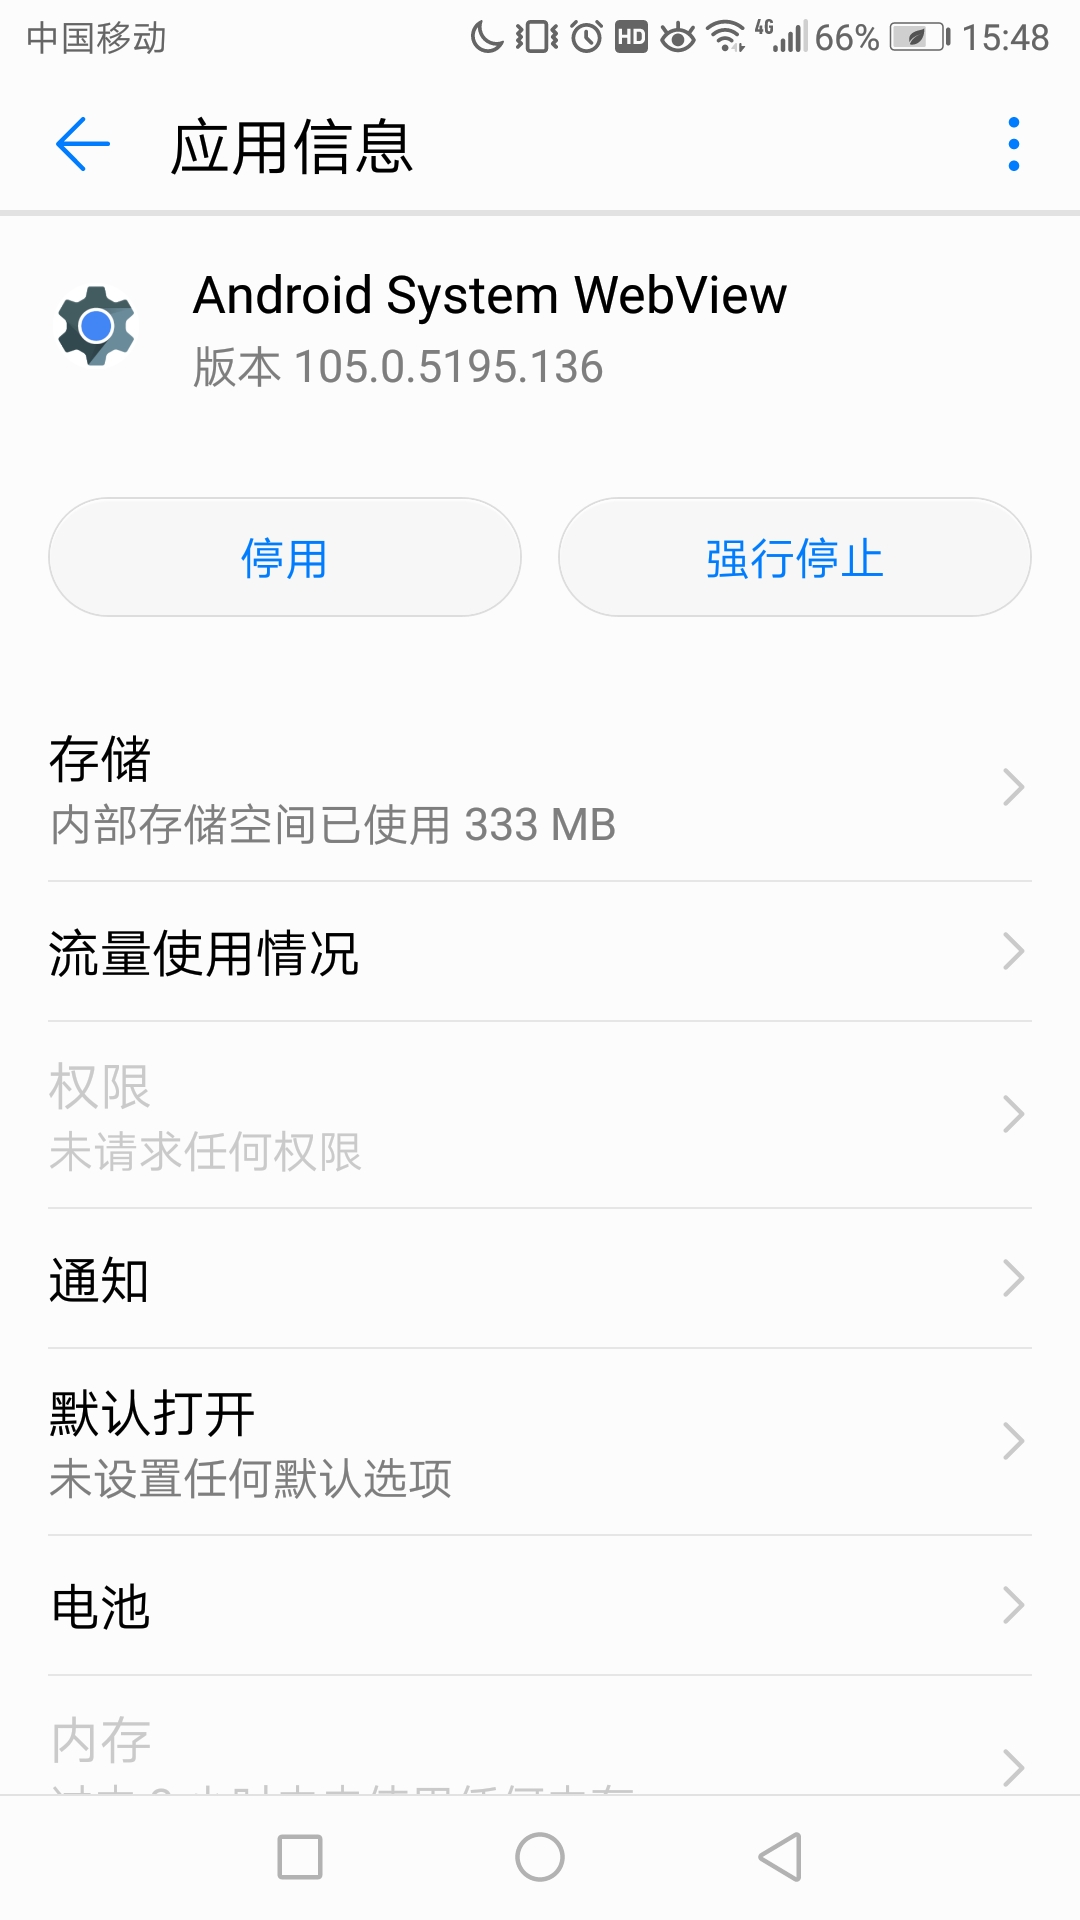 中国移动 HD 4G 66% 15:48
应用信息
Android System WebView
版本 105.0.5195.136
停用 强行停止
存储
内部存储空间已使用 333 MB
流量使用情况
权限
未请求任何权限
通知
默认打开
未设置任何默认选项
电池
内存